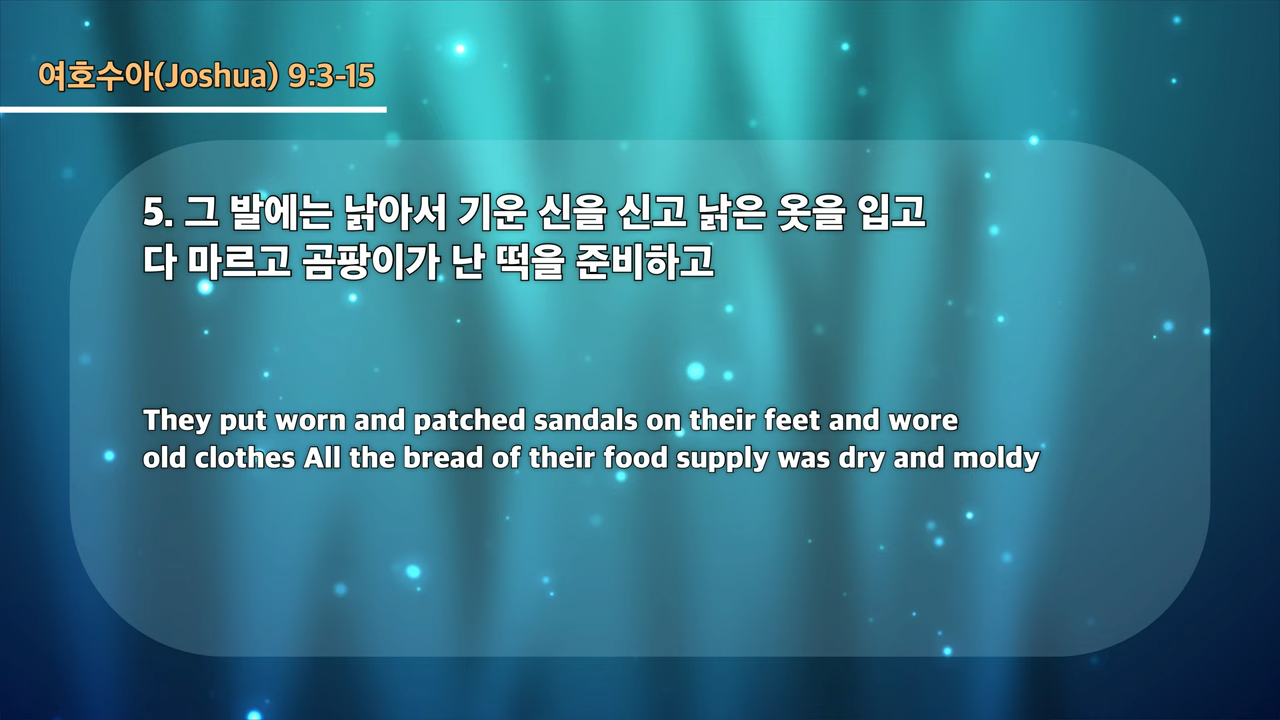 여호수아(Joshua) 9:3-15
5. 그 발에는 낡아서 기운 신을 신고 낡은 옷을 입고
다 마르고 곰팡이가 난 떡을 준비하고
They put worn and patched sandals on their feet and wore
old clothes All the bread of their food supply was dry and moldy